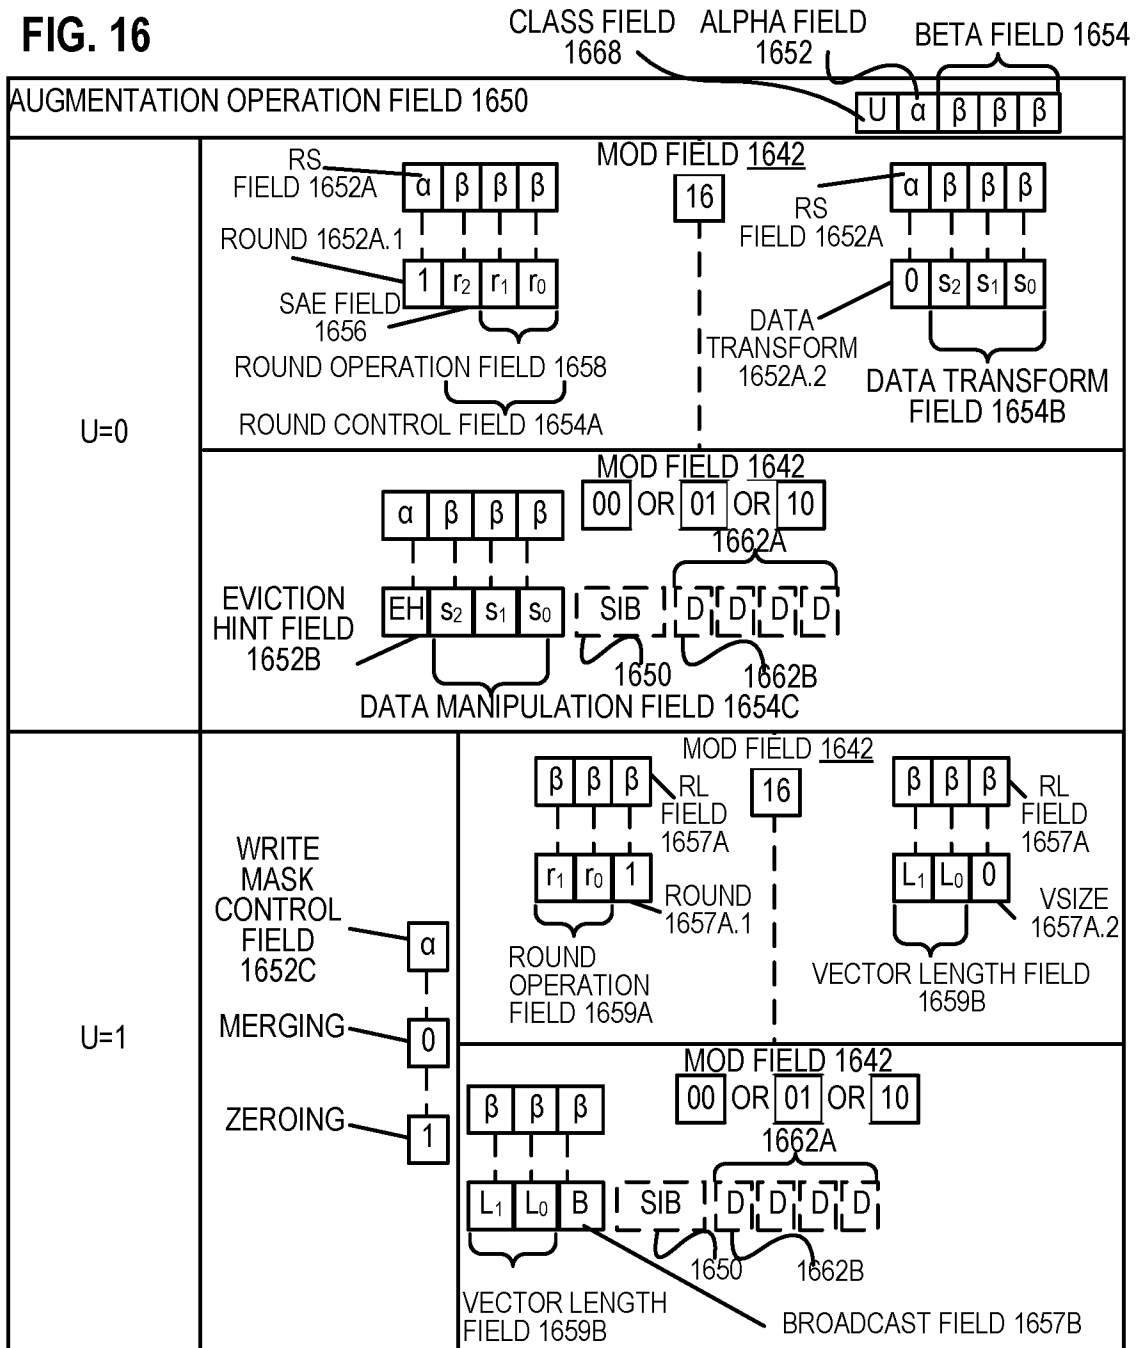 FIG. 16
CLASS FIELD
1668
ALPHA FIELD
1652
BETA FIELD 1654
AUGMENTATION OPERATION FIELD 1650
U α β β β
U=0
MOD FIELD 1642
16
RS
FIELD 1652A
α β β β
ROUND 1652A.1
1 r2 r1 r0
SAE FIELD
1656
ROUND OPERATION FIELD 1658
ROUND CONTROL FIELD 1654A
α β β β
RS
FIELD 1652A
0 s2 s1 s0
DATA
TRANSFORM
1652A.2
DATA TRANSFORM
FIELD 1654B
MOD FIELD 1642
00 OR 01 OR 10
α β β β
1662A
EVICTION
HINT FIELD
1652B
EH s2 s1 s0
SIB D D D D
1650
1662B
DATA MANIPULATION FIELD 1654C
U=1
WRITE
MASK
CONTROL
FIELD
1652C
α
MERGING
0
ZEROING
1
MOD FIELD 1642
16
β β β
RL
FIELD
1657A
r1 r0 1
ROUND
1657A.1
ROUND
OPERATION
FIELD 1659A
β β β
RL
FIELD
1657A
L1 L0 0
VSIZE
1657A.2
VECTOR LENGTH FIELD
1659B
MOD FIELD 1642
00 OR 01 OR 10
β β β
1662A
L1 L0 B
SIB D D D D
1650
1662B
VECTOR LENGTH
FIELD 1659B
BROADCAST FIELD 1657B